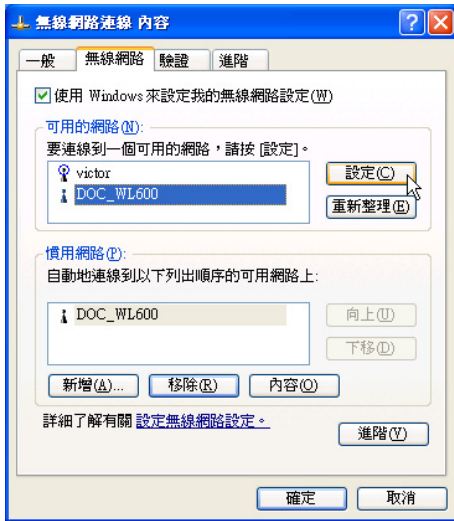 無線網路連線 內容
一般 無線網路 驗證 進階
使用 Windows 來設定我的無線網路設定(W)
可用的網路(N):
要連線到一個可用的網路,請按 [設定]。
victor
設定(C)
DOC_WL600
重新整理(E)
慣用網路(P):
自動地連線到以下列出順序的可用網路上:
DOC_WL600
向上(U)
下移(D)
新增(A)... 移除(R) 內容(O)
詳細了解有關 設定無線網路設定。
進階(V)
確定 取消